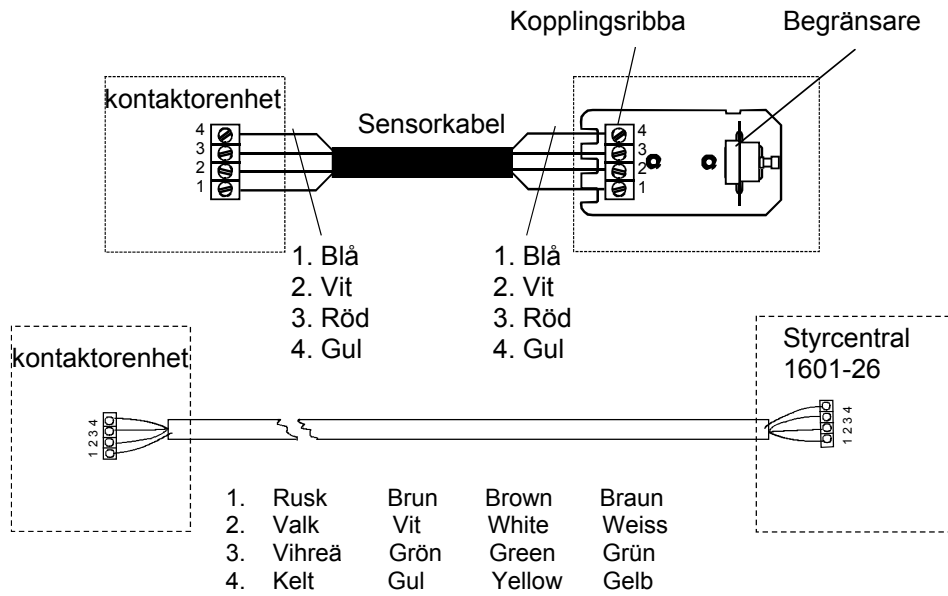 Kopplingsribba
Begränsare
kontaktorenhet
Sensorkabel
4
3
2
1
4
3
2
1
1. Blå
2. Vit
3. Röd
4. Gul
1. Blå
2. Vit
3. Röd
4. Gul
kontaktorenhet
Styrcentral
1601-26
1 2 3 4
1 2 3 4
1. Rusk Brun Brown Braun
2. Valk Vit White Weiss
3. Vihreä Grön Green Grün
4. Kelt Gul Yellow Gelb